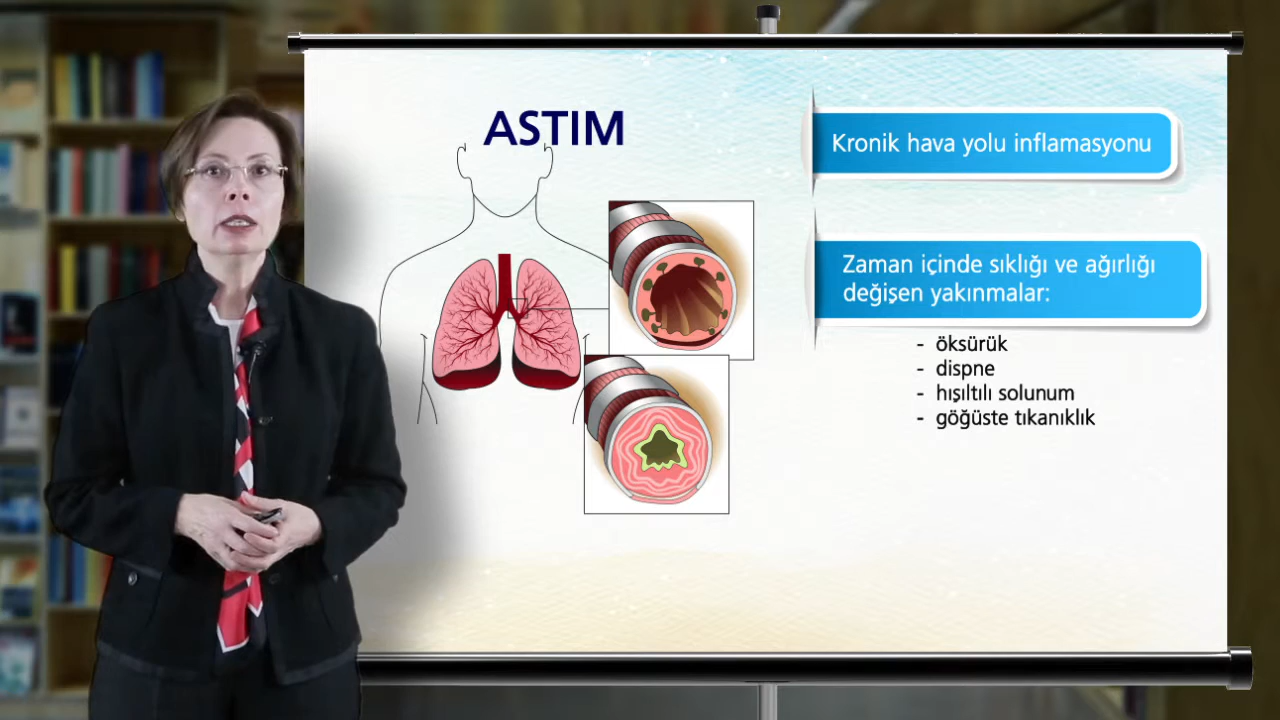 ASTIM
Kronik hava yolu inflamasyonu
Zaman içinde sıklığı ve ağırlığı
değişen yakınmalar:
- öksürük
- dispne
- hışıltılı solunum
- göğüste tıkanıklık